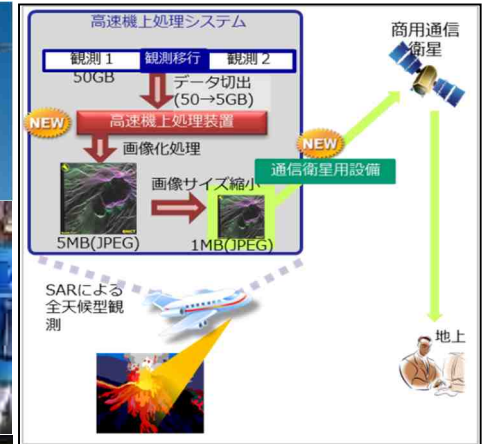 高速機上処理システム
観測1 観測移行 観測2
50GB
データ切出
(50→5GB)
NEW
高速機上処理装置
画像化処理
画像サイズ縮小
5MB(JPEG)
1MB(JPEG)
NEW
通信衛星用設備
商用通信
衛星
SARによる
全天候型観
測
地上